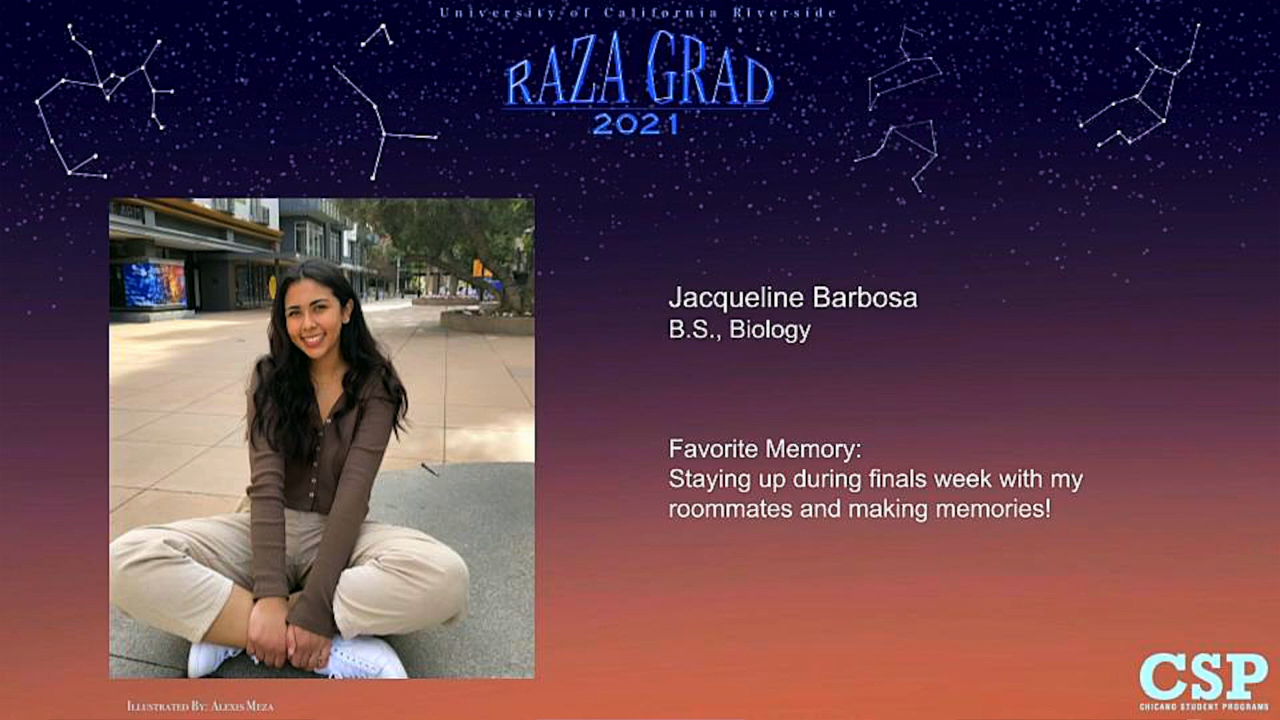 University of California Riverside
RAZA GRAD
2021
Jacqueline Barbosa
B.S., Biology
Favorite Memory:
Staying up during finals week with my
roommates and making memories!
Illustrated By: Alexis Meza
CSP
CHICANO STUDENT PROGRAMS